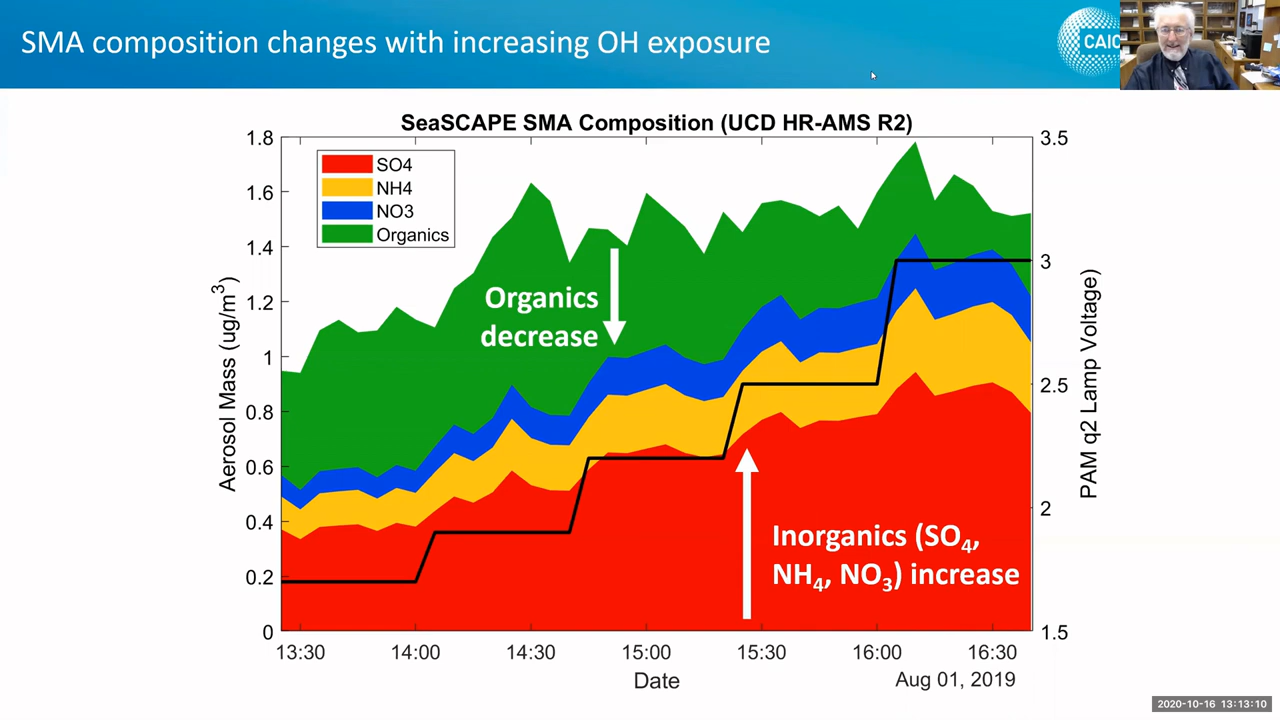 SMA composition changes with increasing OH exposure
CAIC
SeaSCAPE SMA Composition (UCD HR-AMS R2)
SO4
NH4
NO3
Organics
Aerosol Mass (ug/m³)
1.8
1.6
1.4
1.2
1
0.8
0.6
0.4
0.2
0
Organics
decrease
Inorganics (SO₄,
NH₄, NO₃) increase
3.5
3
2.5
2
1.5
PAM q2 Lamp Voltage)
13:30 14:00 14:30 15:00 15:30 16:00 16:30
Date
Aug 01, 2019
2020-10-16 13:13:10